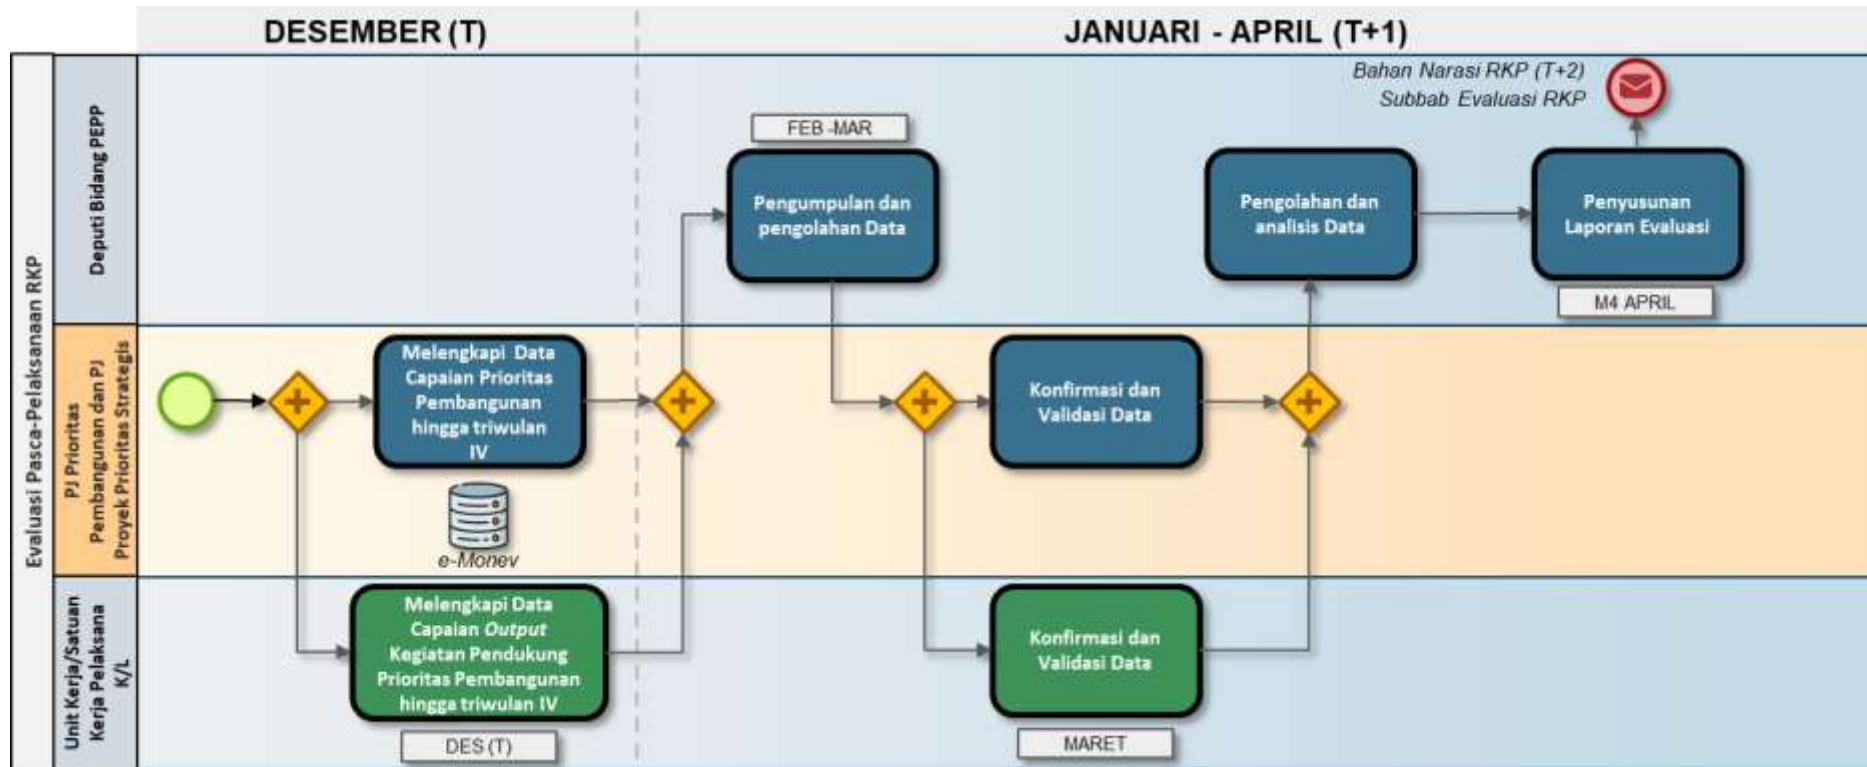 DESEMBER (T)
JANUARI - APRIL (T+1)
Evaluasi Pasca-Pelaksanaan RKP
Deputi Bidang PEPP
Bahan Narasi RKP (T+2)
Subbab Evaluasi RKP
FEB -MAR
Pengumpulan dan
pengolahan Data
Pengolahan dan
analisis Data
Penyusunan
Laporan Evaluasi
M4 APRIL
PJ Prioritas
Pembangunan dan PJ
Proyek Prioritas Strategis
Melengkapi Data
Capaian Prioritas
Pembangunan
hingga triwulan
IV
e-Monev
Konfirmasi dan
Validasi Data
Unit Kerja/Satuan
Kerja Pelaksana
K/L
Melengkapi Data
Capaian Output
Kegiatan Pendukung
Prioritas Pembangunan
hingga triwulan IV
DES (T)
Konfirmasi dan
Validasi Data
MARET